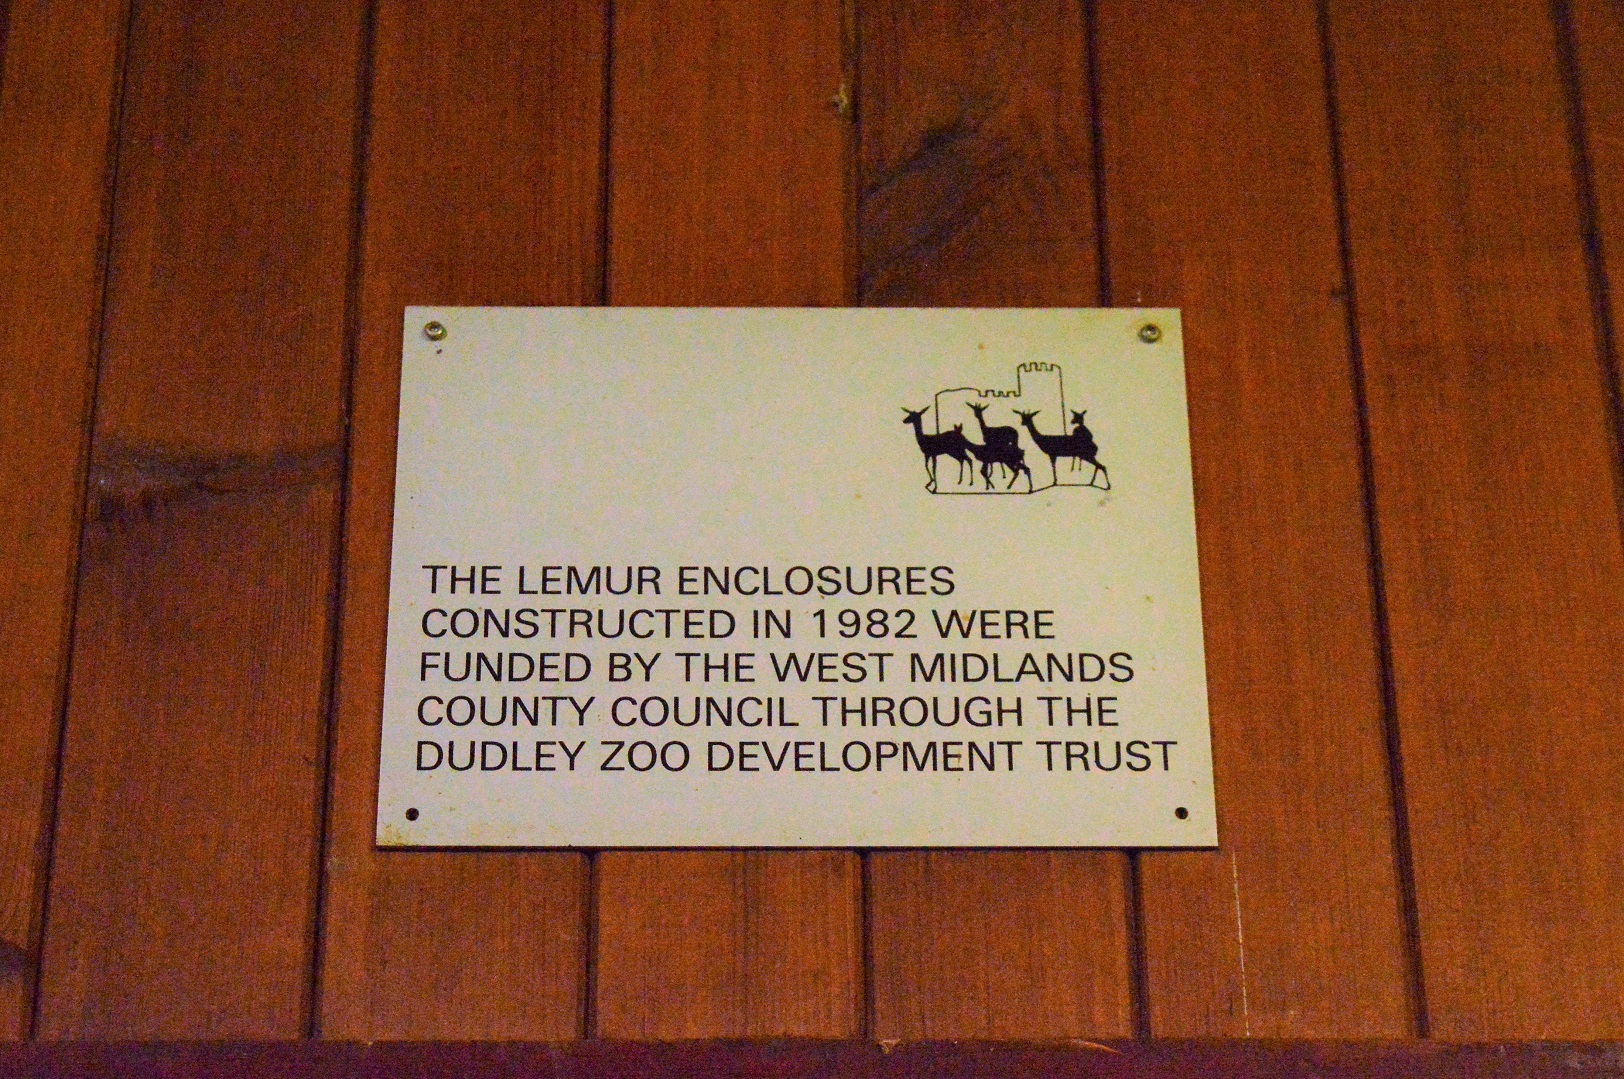 THE LEMUR ENCLOSURES
CONSTRUCTED IN 1982 WERE
FUNDED BY THE WEST MIDLANDS
COUNTY COUNCIL THROUGH THE
DUDLEY ZOO DEVELOPMENT TRUST